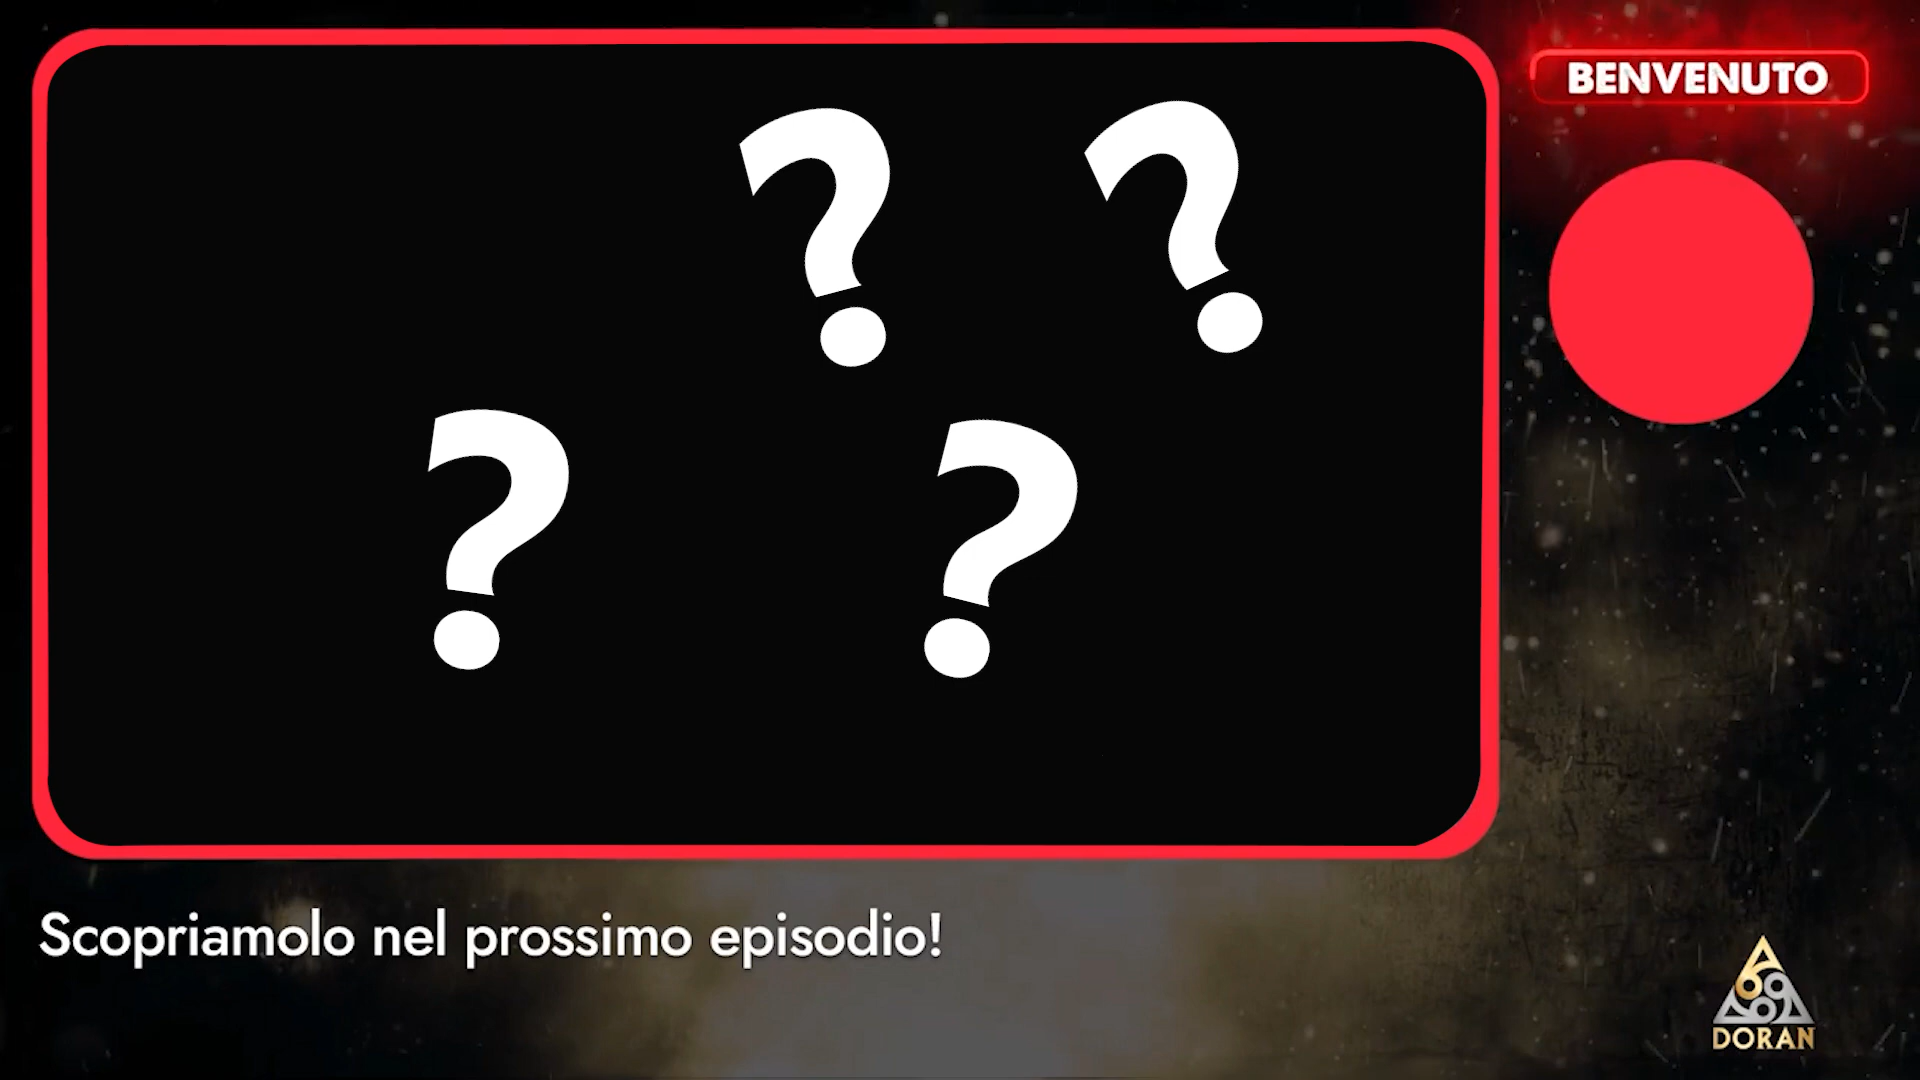 ? ?
? ?
BENVENUTO
Scopriamolo nel prossimo episodio!
DORAN